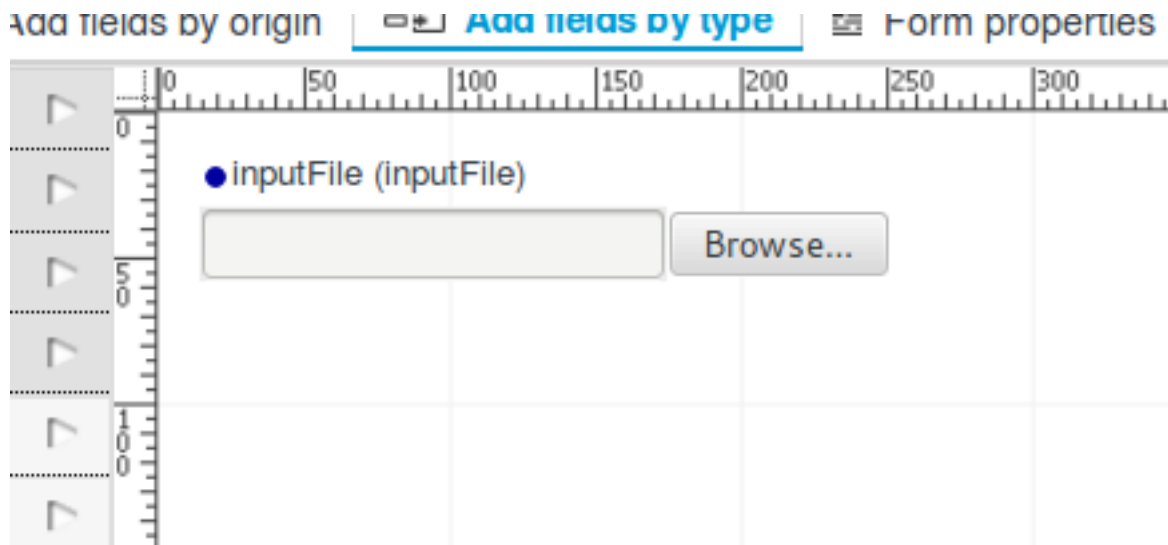 Add fields by origin Add fields by type Form properties
0 50 100 150 200 250 300
0
inputFile (inputFile)
Browse...
50
100